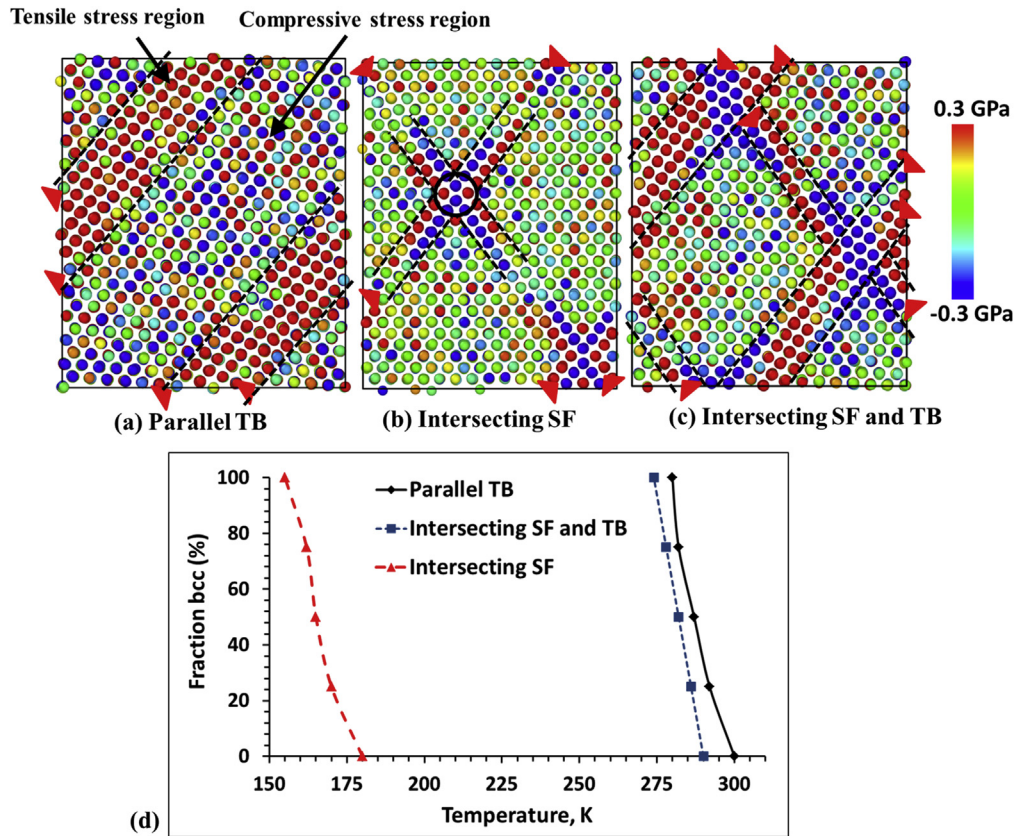 Tensile stress region
Compressive stress region
0.3 GPa
-0.3 GPa
(a) Parallel TB
(b) Intersecting SF
(c) Intersecting SF and TB
100
80
60
40
20
0
Fraction bcc (%)
Parallel TB
Intersecting SF and TB
Intersecting SF
150 175 200 225 250 275 300
Temperature, K
(d)